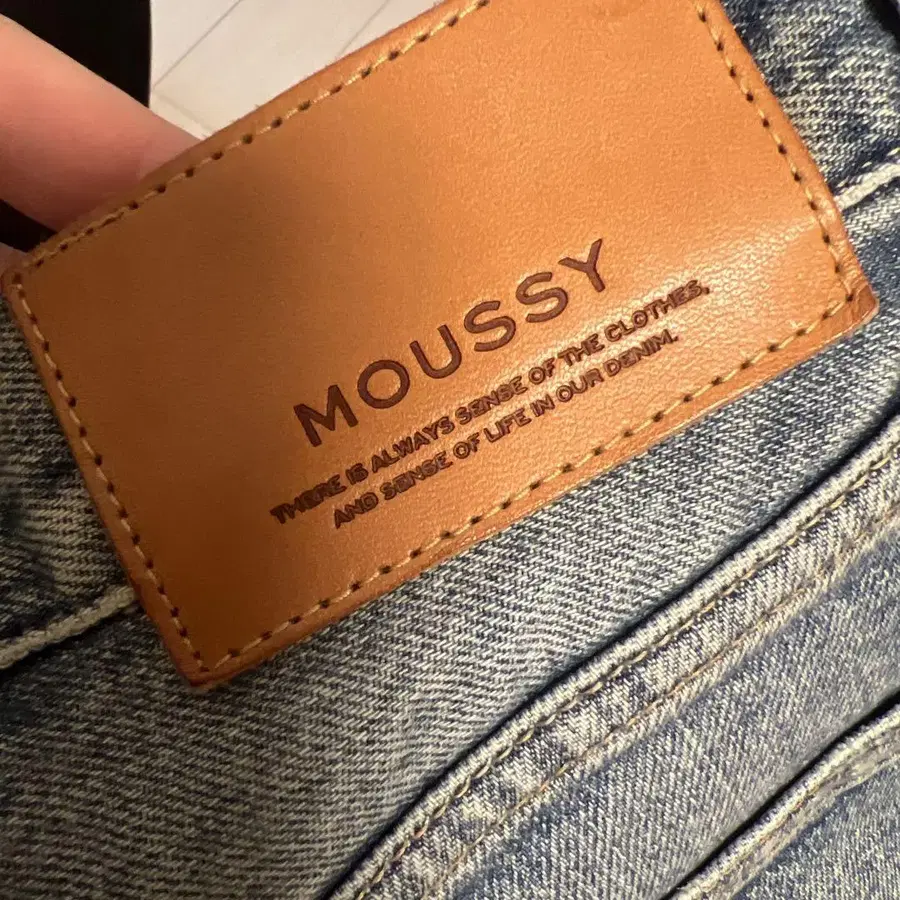 MOUSSY
THERE IS ALWAYS SENSE OF THE CLOTHES,
AND SENSE OF LIFE IN OUR DENIM.